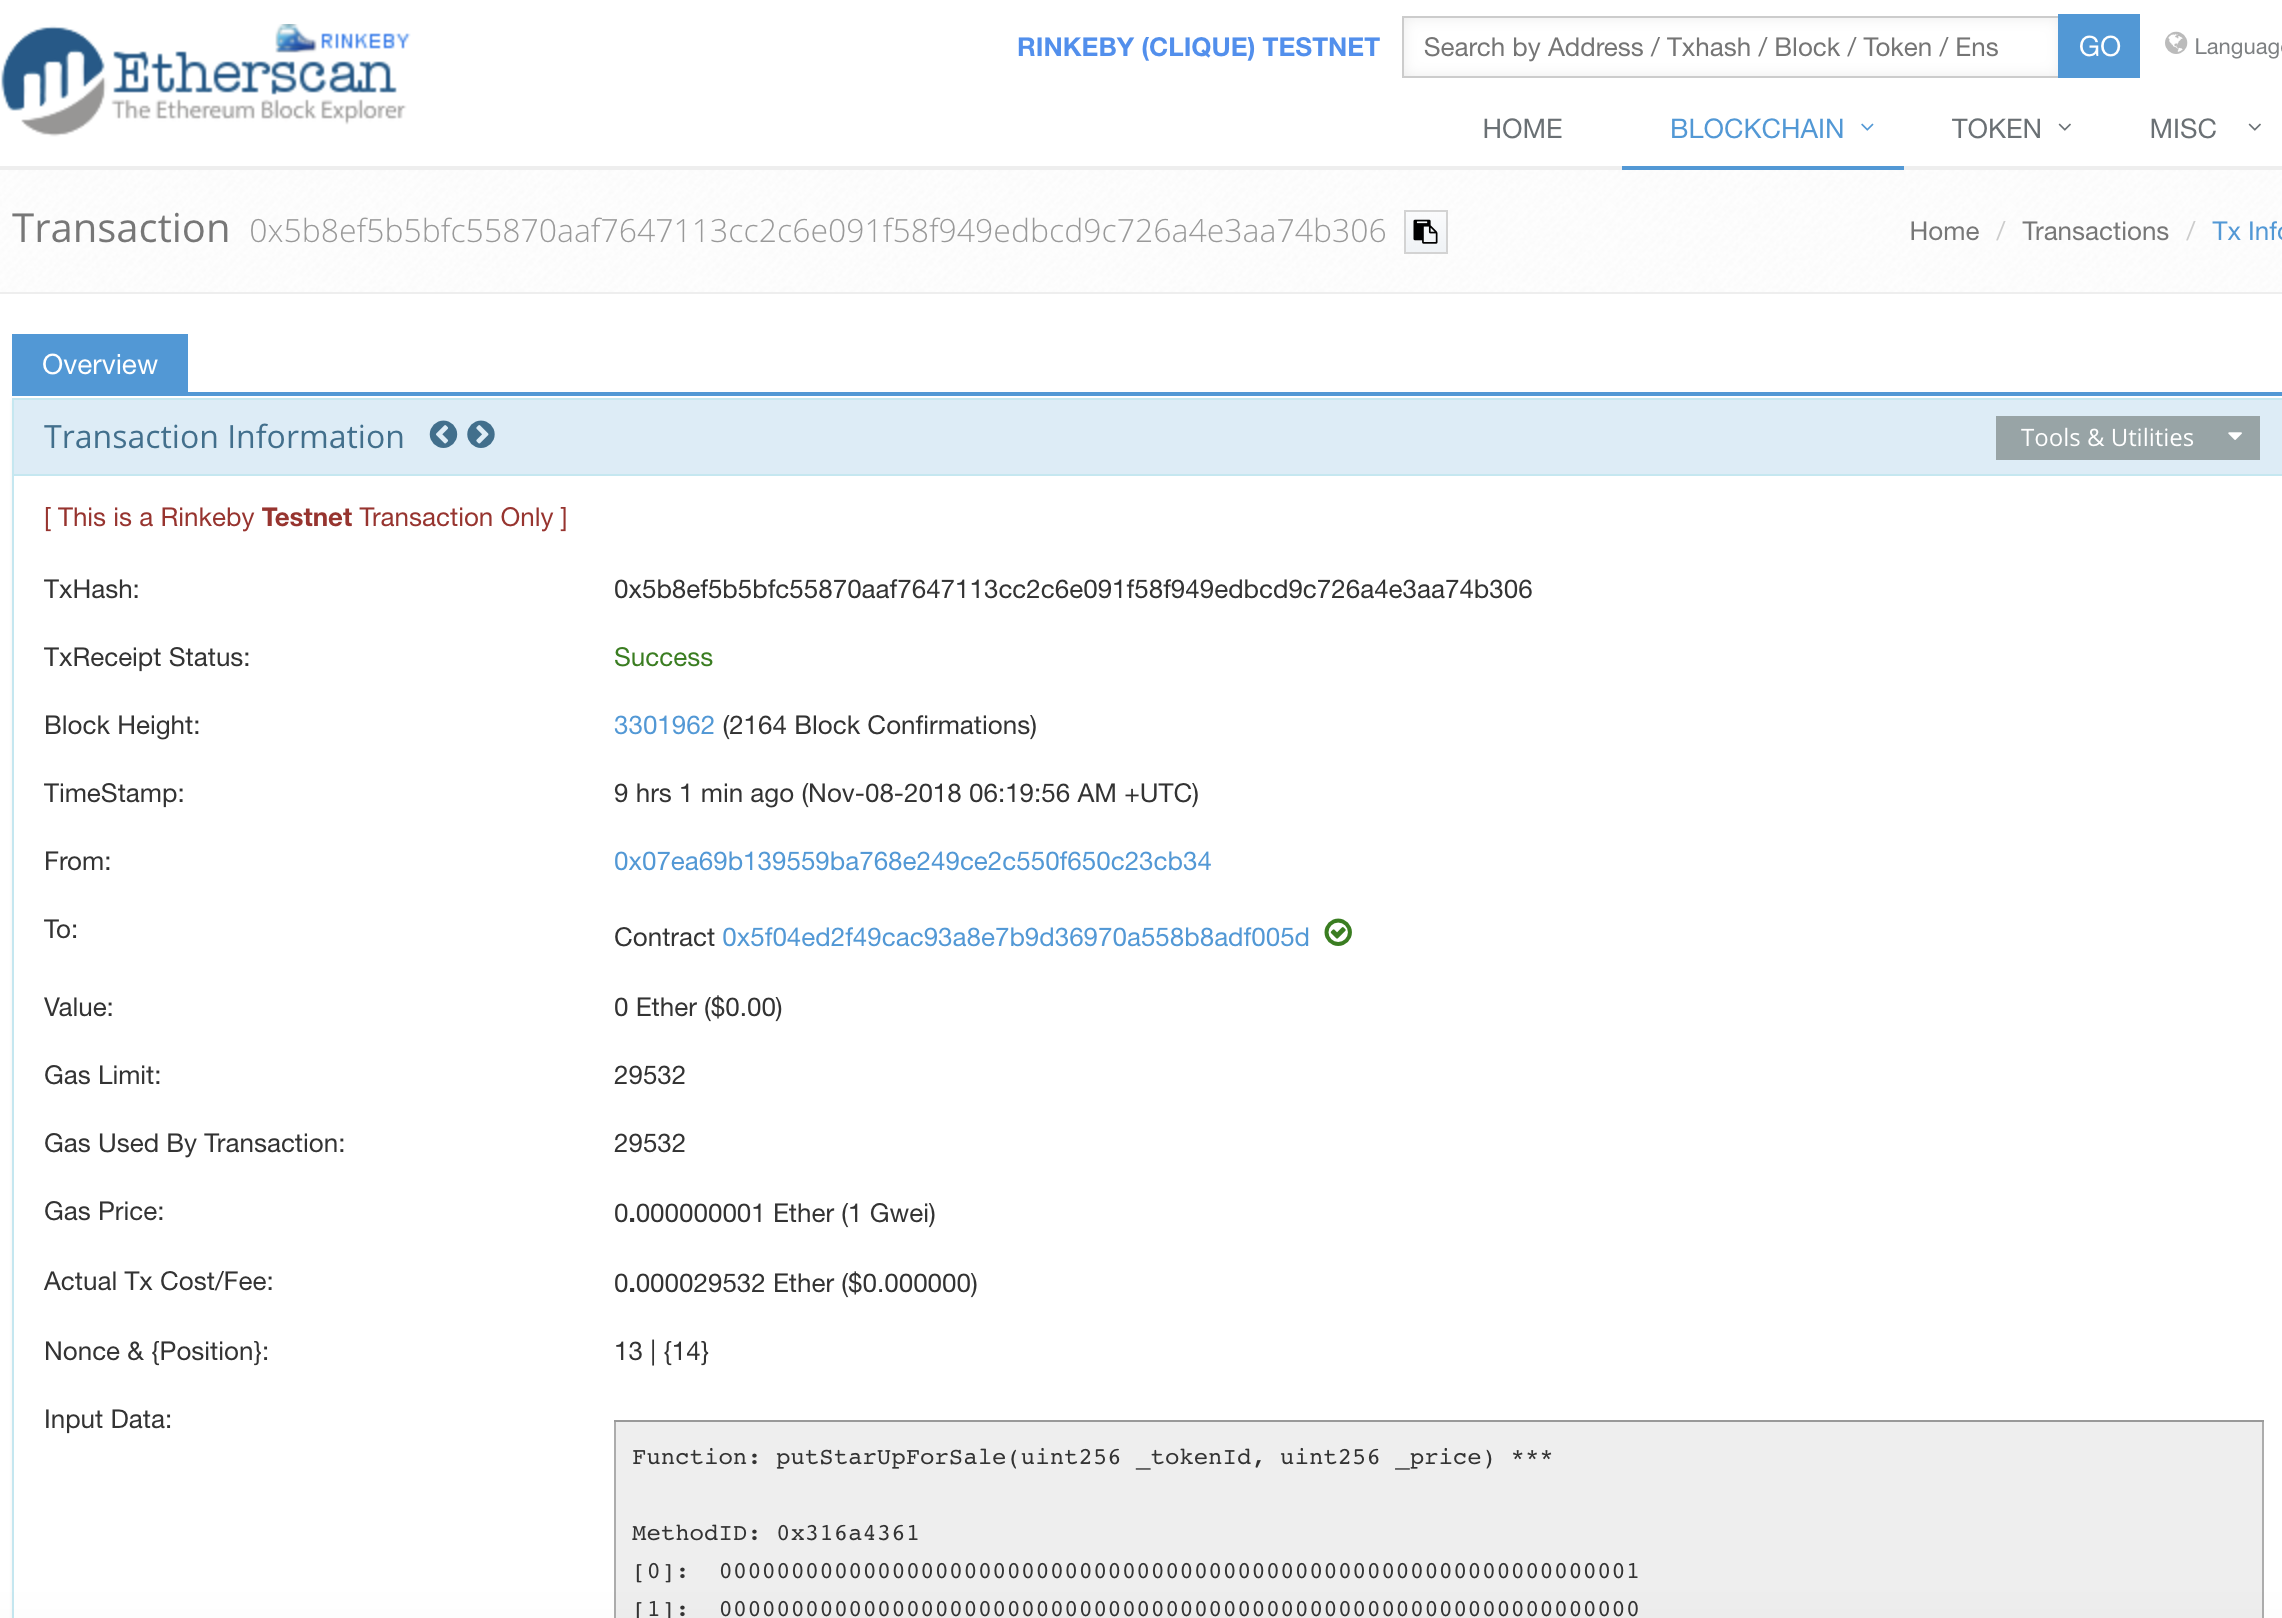 RINKEBY
Etherscan
The Ethereum Block Explorer
RINKEBY (CLIQUE) TESTNET
Search by Address / Txhash / Block / Token / Ens
GO
Languag
HOME
BLOCKCHAIN
TOKEN
MISC
Transaction 0x5b8ef5b5bfc55870aaf7647113cc2c6e091f58f949edbcd9c726a4e3aa74b306
Home / Transactions / Tx Info
Overview
Transaction Information
Tools & Utilities
[ This is a Rinkeby Testnet Transaction Only ]
TxHash: 0x5b8ef5b5bfc55870aaf7647113cc2c6e091f58f949edbcd9c726a4e3aa74b306
TxReceipt Status: Success
Block Height: 3301962 (2164 Block Confirmations)
TimeStamp: 9 hrs 1 min ago (Nov-08-2018 06:19:56 AM +UTC)
From: 0x07ea69b139559ba768e249ce2c550f650c23cb34
To: Contract 0x5f04ed2f49cac93a8e7b9d36970a558b8adf005d
Value: 0 Ether ($0.00)
Gas Limit: 29532
Gas Used By Transaction: 29532
Gas Price: 0.000000001 Ether (1 Gwei)
Actual Tx Cost/Fee: 0.000029532 Ether ($0.000000)
Nonce & {Position}: 13 | {14}
Input Data:
Function: putStarUpForSale(uint256 _tokenId, uint256 _price) ***
MethodID: 0x316a4361
[0]: 0000000000000000000000000000000000000000000000000000000000000001
[1]: 0000000000000000000000000000000000000000000000000000000000000000